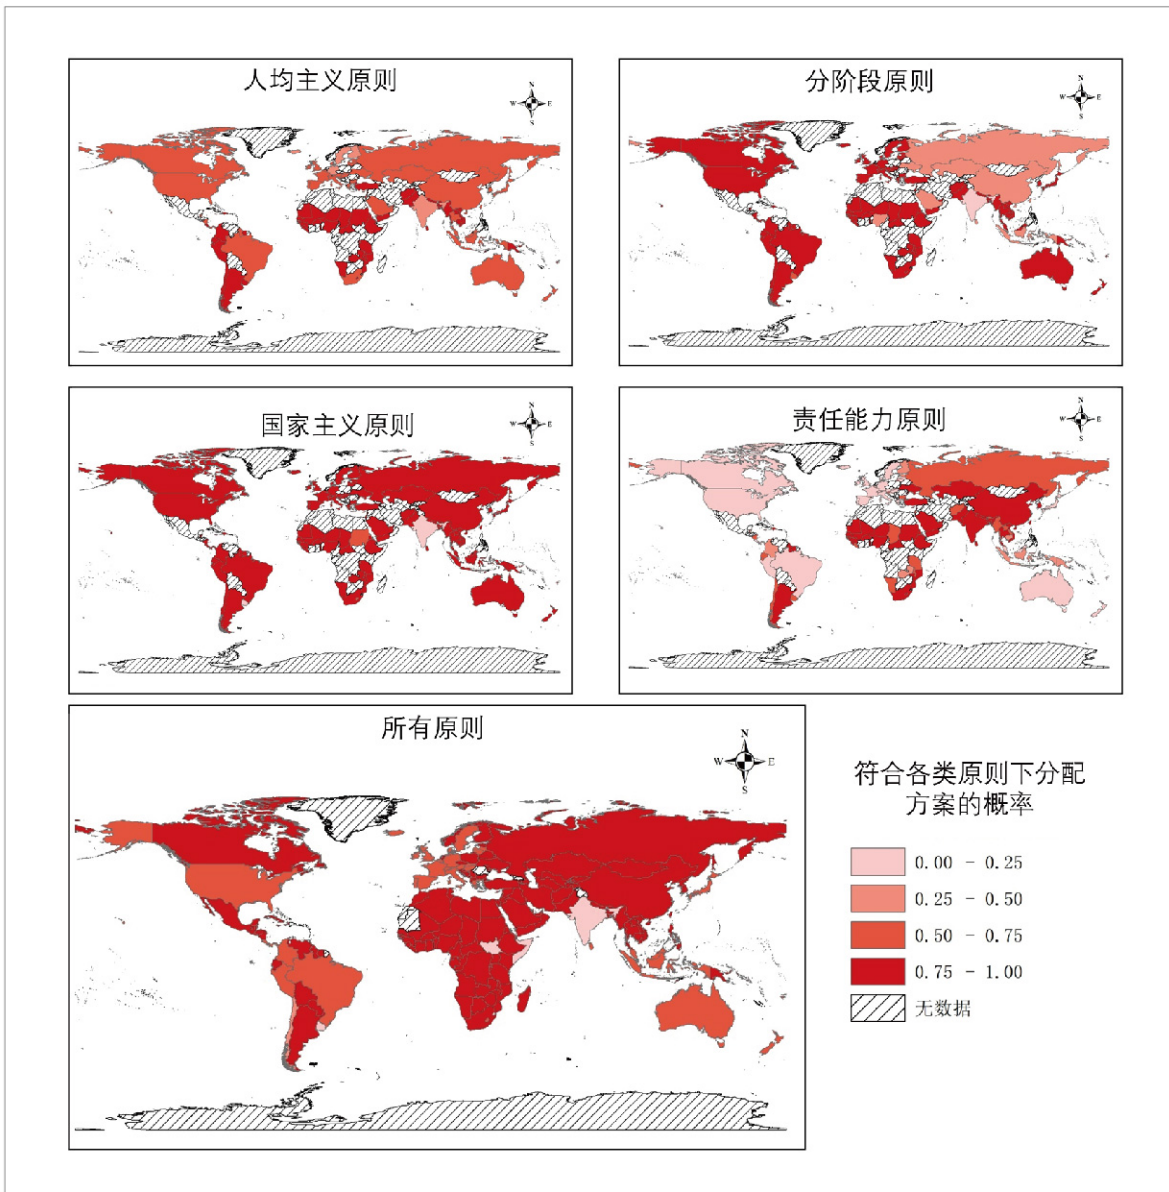 人均主义原则
N
W E
S
分阶段原则
N
W E
S
国家主义原则
N
W E
S
责任能力原则
N
W E
S
所有原则
N
W E
S
符合各类原则下分配
方案的概率
0.00 - 0.25
0.25 - 0.50
0.50 - 0.75
0.75 - 1.00
无数据